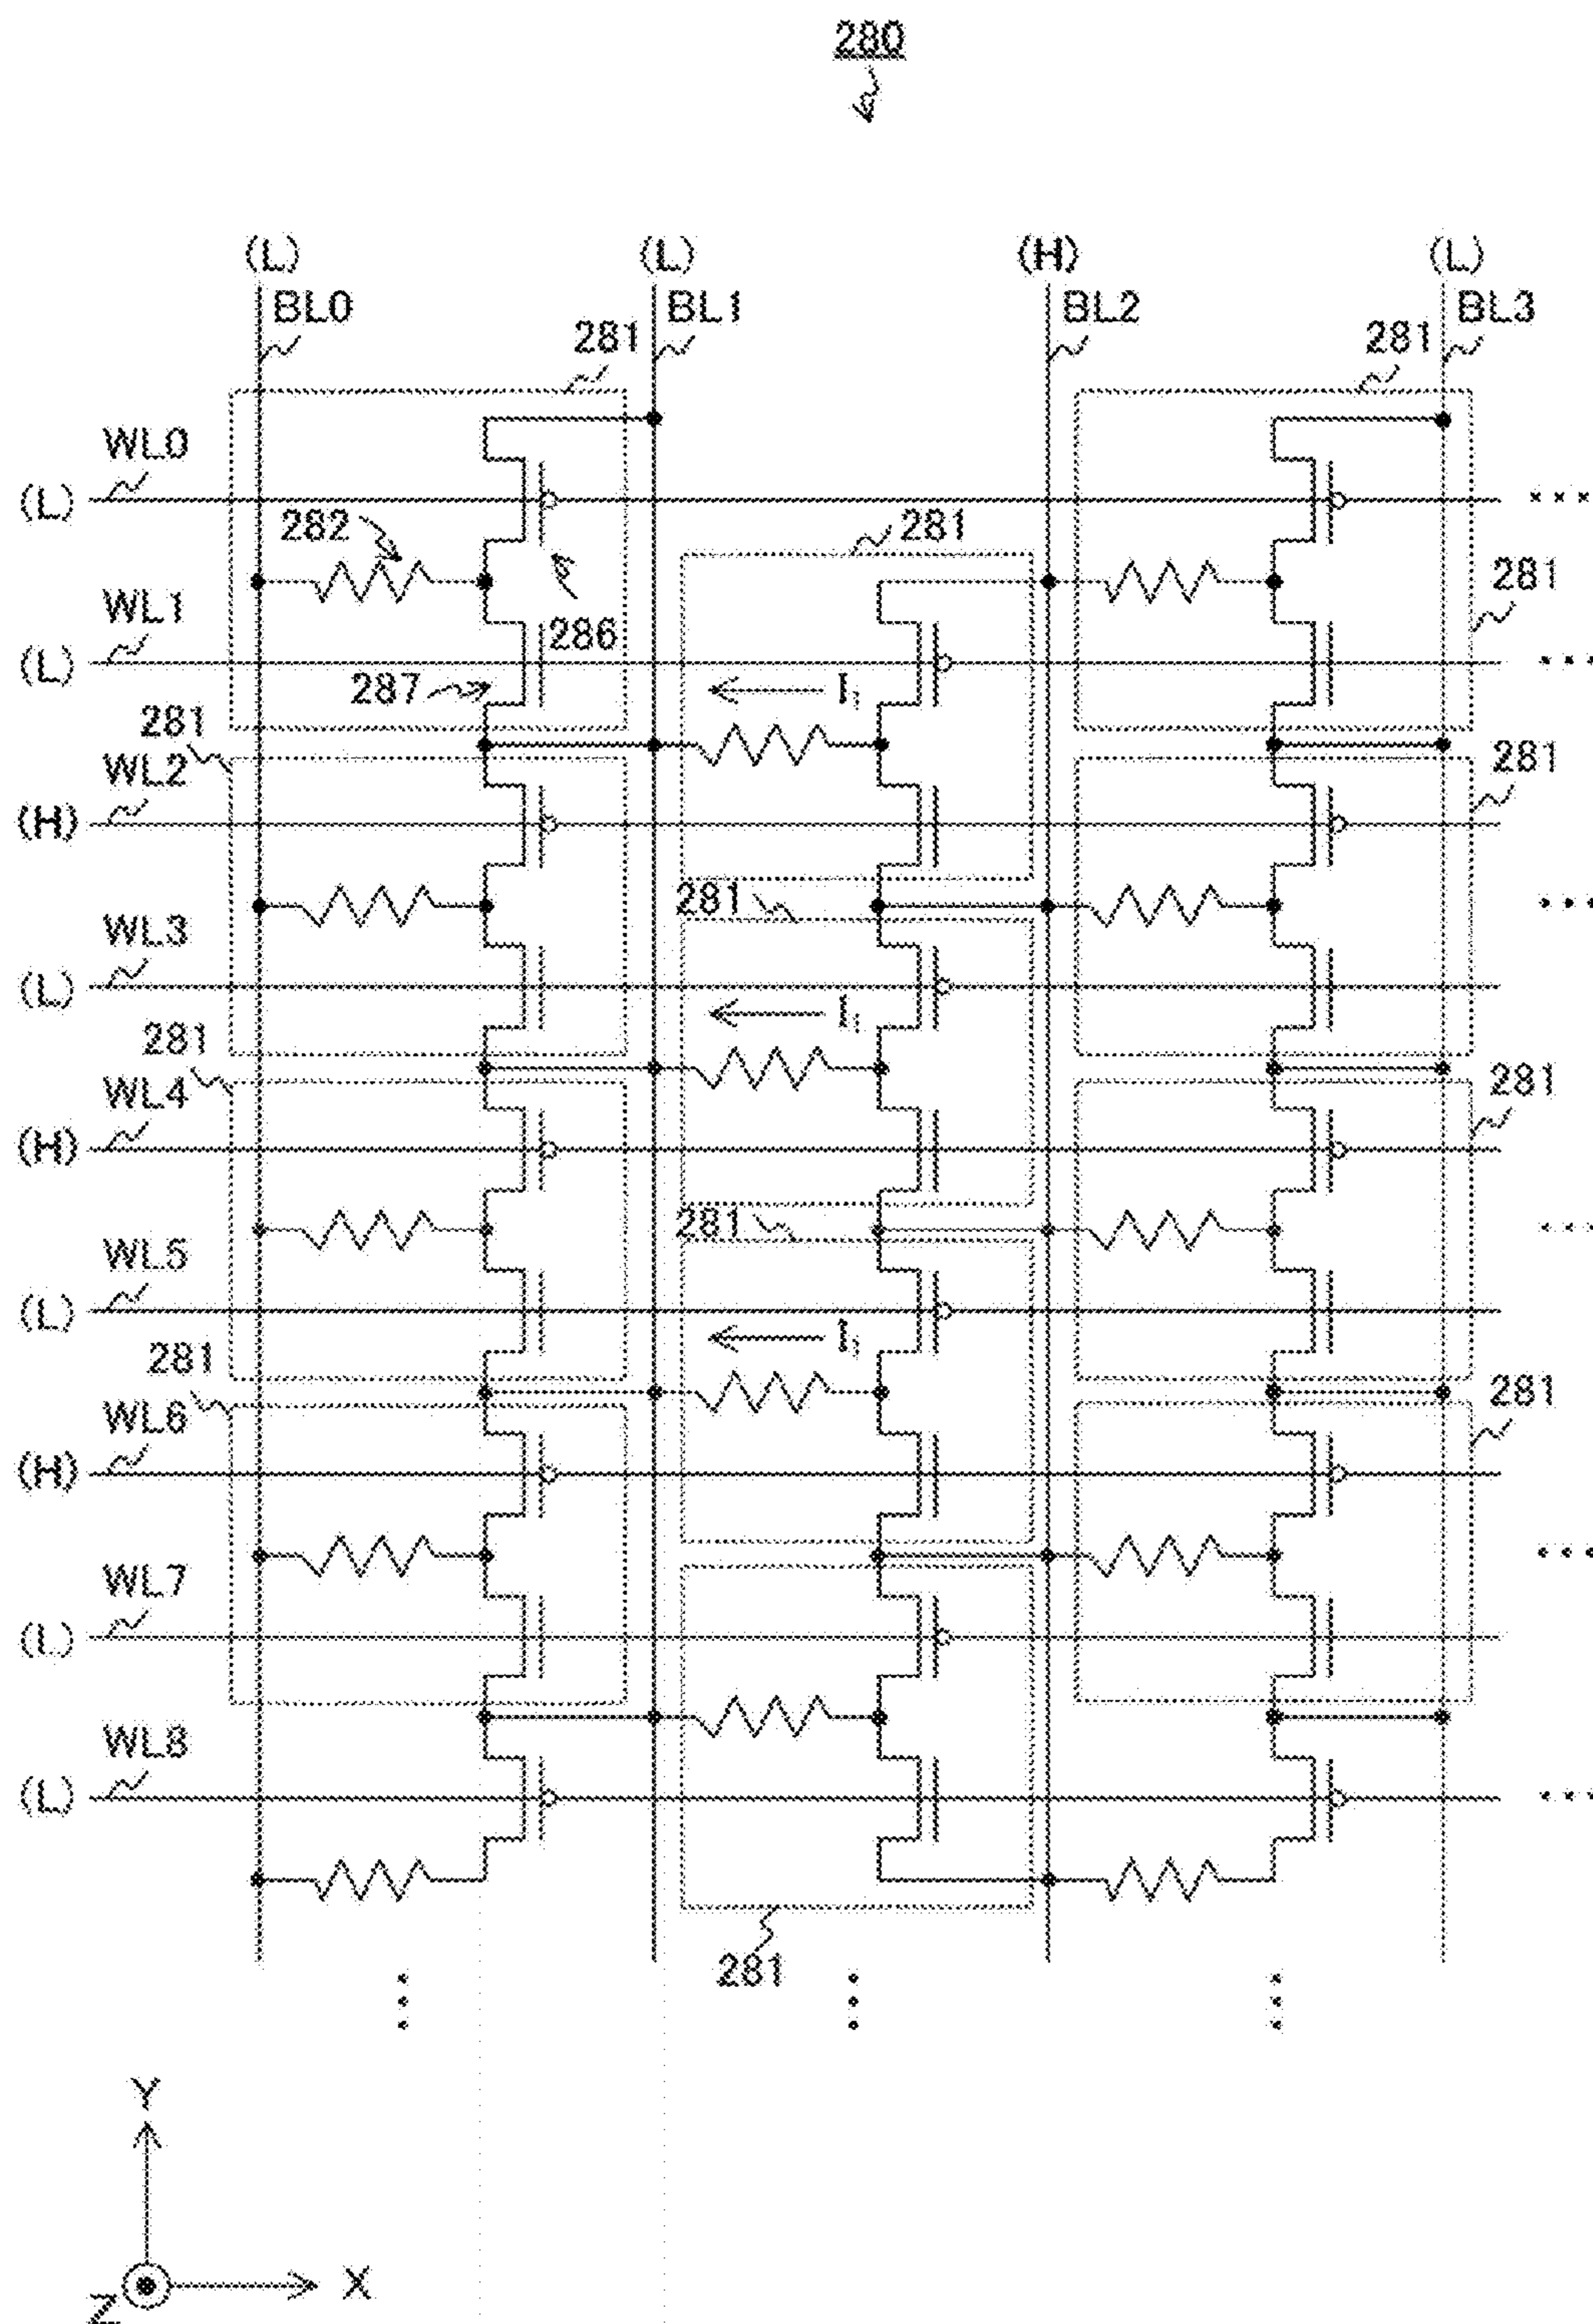 280
(L) (L) (H) (L)
BL0 BL1 BL2 BL3
281 281
WL0
(L)
282 281
WL1 281
286
(L)
287 I₁
281
WL2 281
(H)
281
WL3
(L)
I₁
281
WL4 281
(H)
281
WL5
(L)
I₁
281
281
WL6
(H)
WL7
(L)
WL8
(L)
281
Y
X
Z